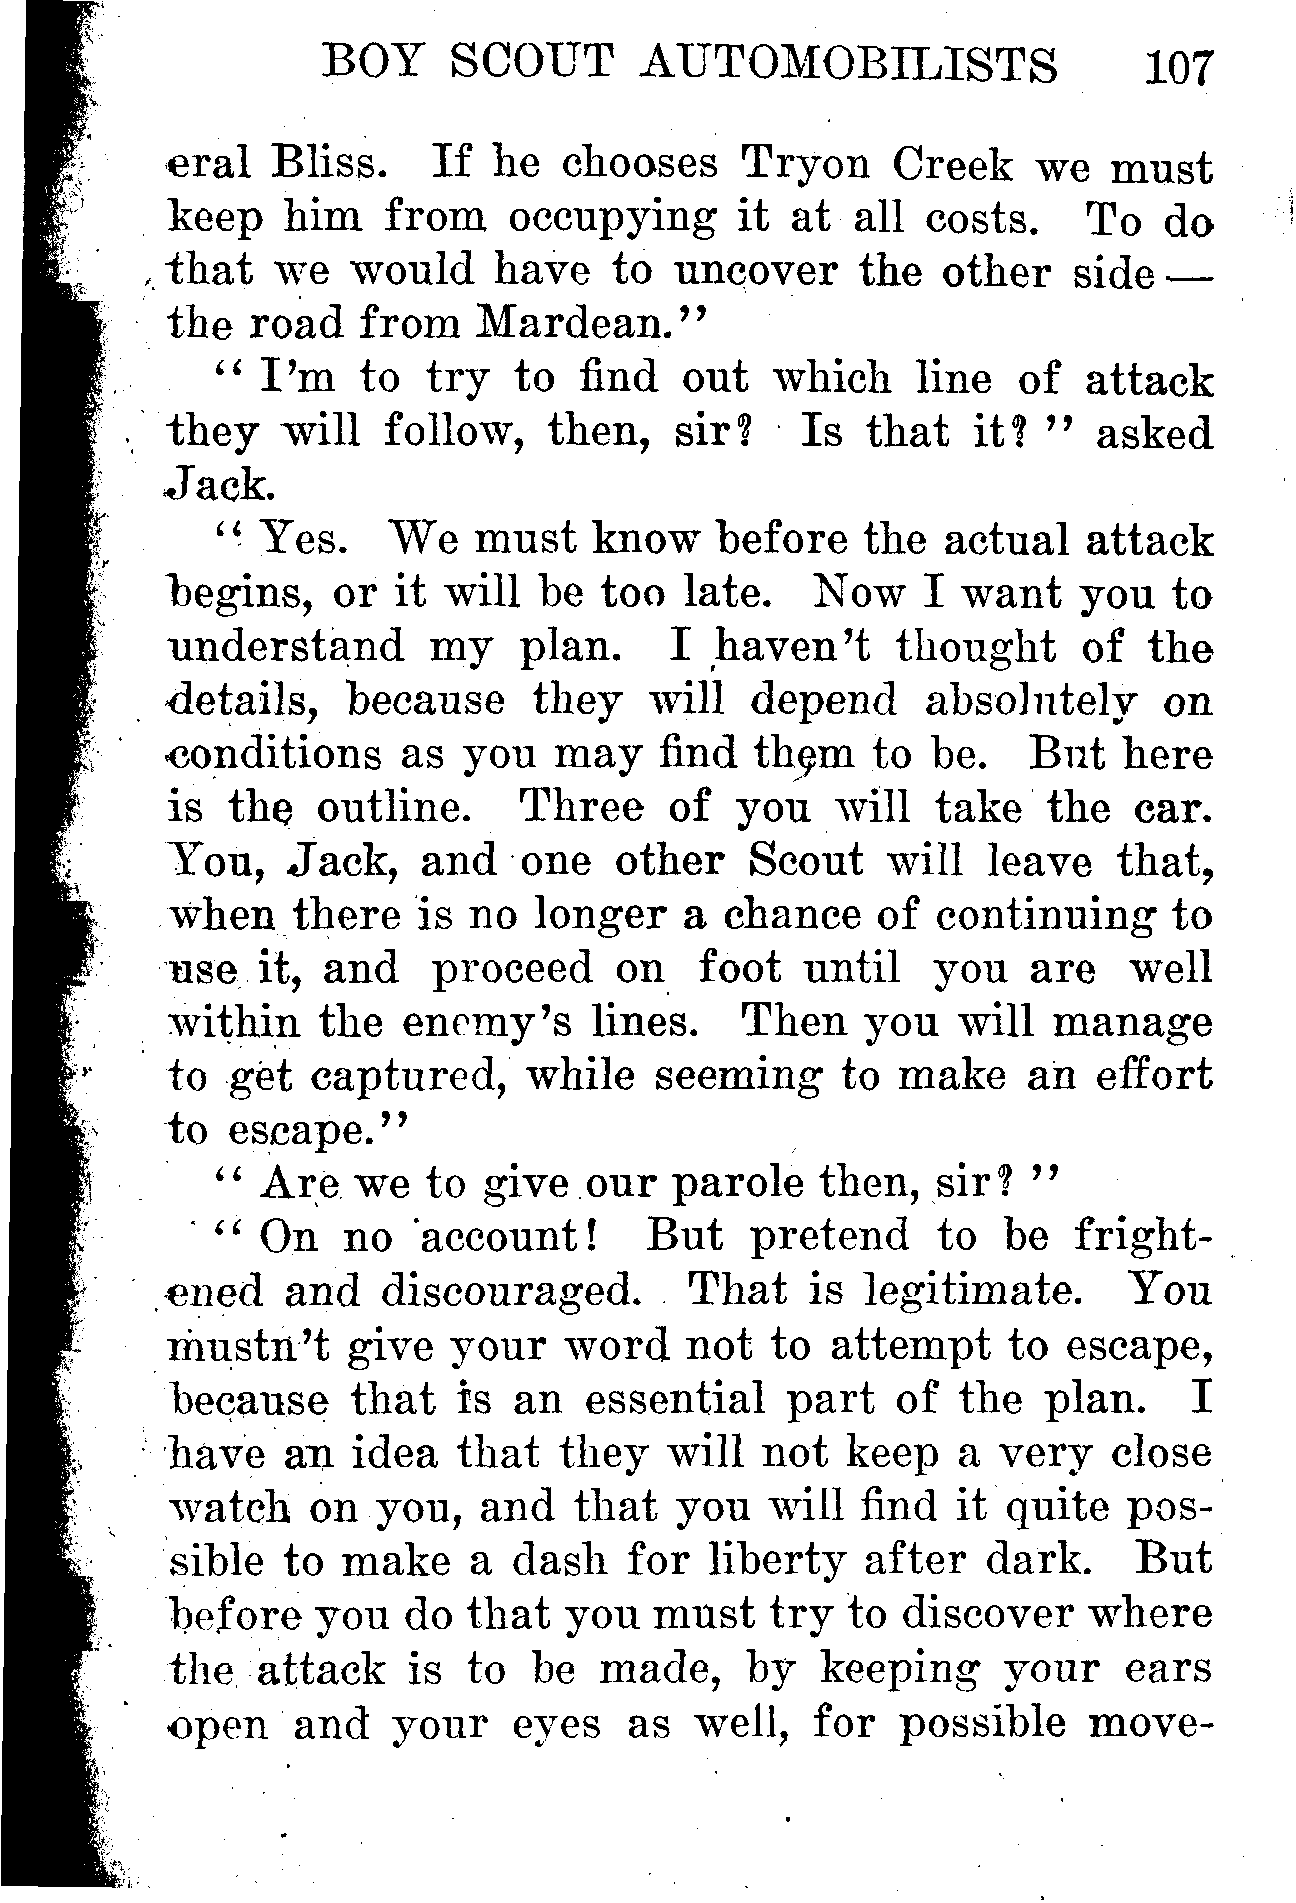 BOY SCOUT AUTOMOBILISTS 107
eral Bliss. If he chooses Tryon Creek we must
keep him from occupying it at all costs. To do
that we would have to uncover the other side —
the road from Mardean."
" I'm to try to find out which line of attack
they will follow, then, sir? Is that it? " asked
Jack.
" Yes. We must know before the actual attack
begins, or it will be too late. Now I want you to
understand my plan. I haven't thought of the
details, because they will depend absolutely on
conditions as you may find them to be. But here
is the outline. Three of you will take the car.
You, Jack, and one other Scout will leave that,
when there is no longer a chance of continuing to
use it, and proceed on foot until you are well
within the enemy's lines. Then you will manage
to get captured, while seeming to make an effort
to escape."
" Are we to give our parole then, sir? "
" On no account! But pretend to be fright-
ened and discouraged. That is legitimate. You
mustn't give your word not to attempt to escape,
because that is an essential part of the plan. I
have an idea that they will not keep a very close
watch on you, and that you will find it quite pos-
sible to make a dash for liberty after dark. But
before you do that you must try to discover where
the attack is to be made, by keeping your ears
open and your eyes as well, for possible move-